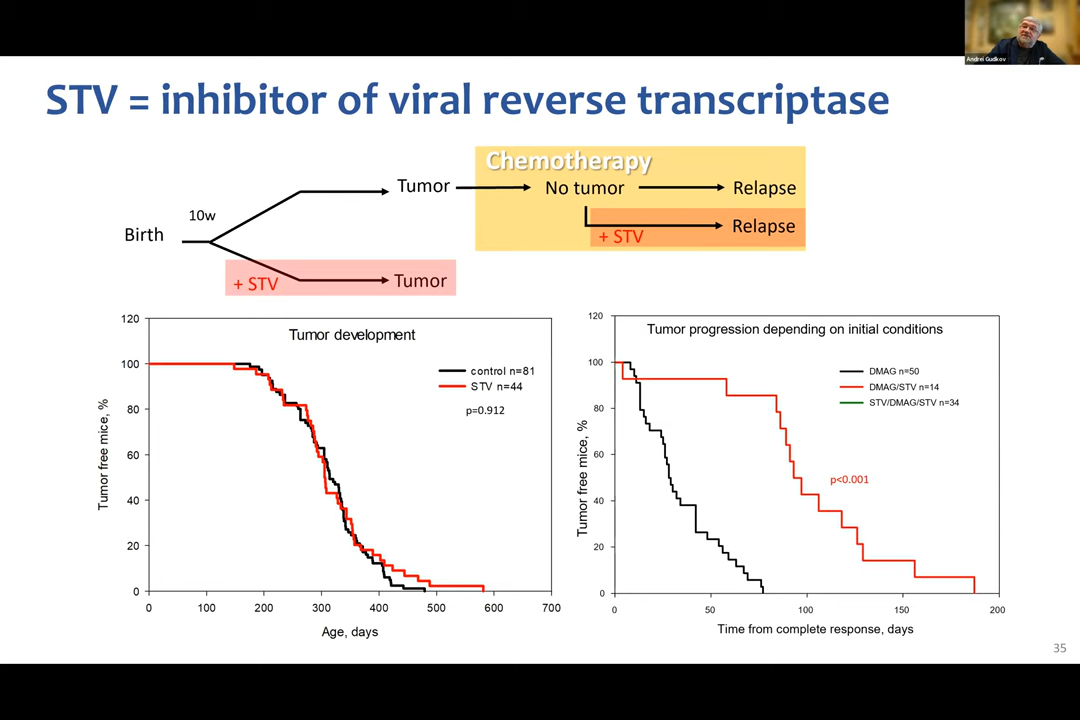 Andrei Gudkov
STV = inhibitor of viral reverse transcriptase
Chemotherapy
Tumor
No tumor
Relapse
10w
Birth
+ STV
Relapse
+ STV
Tumor
Tumor development
120
100
80
60
40
20
0
Tumor free mice, %
control n=81
STV n=44
p=0.912
0 100 200 300 400 500 600 700
Age, days
Tumor progression depending on initial conditions
120
100
80
60
40
20
0
Tumor free mice, %
DMAG n=50
DMAG/STV n=14
STV/DMAG/STV n=34
p<0.001
0 50 100 150 200
Time from complete response, days
35